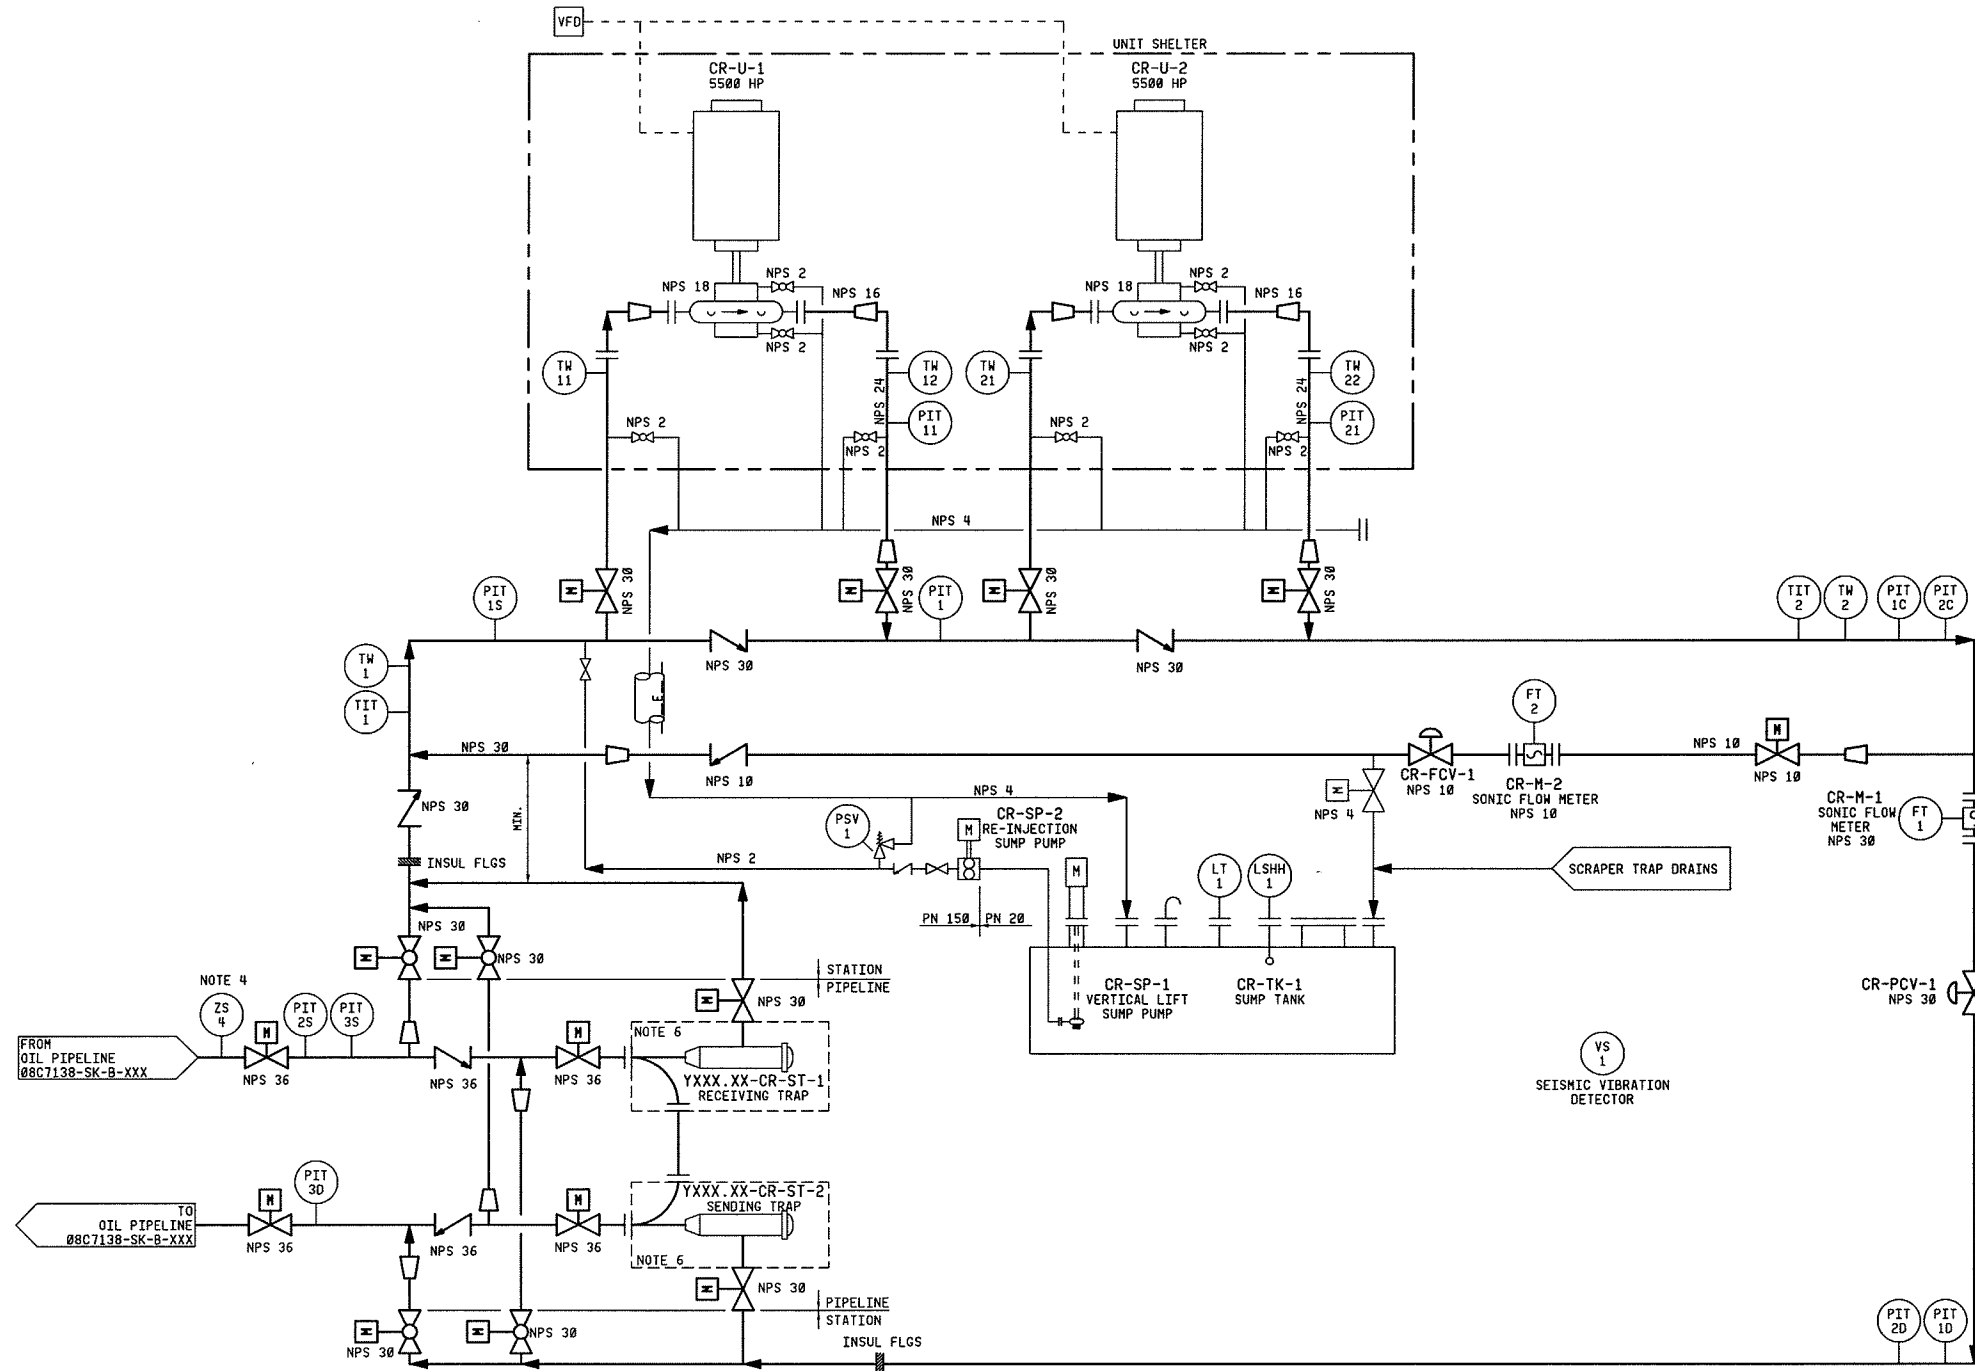 VFD
UNIT SHELTER
CR-U-1
5500 HP
CR-U-2
5500 HP
NPS 2
NPS 18
NPS 16
NPS 2
NPS 2
NPS 18
NPS 16
NPS 2
TW
11
TW
12
TW
21
TW
22
NPS 24
NPS 24
PIT
11
PIT
21
NPS 2
NPS 2
NPS 2
NPS 2
NPS 4
M
NPS 30
M
NPS 30
M
NPS 30
M
NPS 30
PIT
1S
PIT
1
TIT
2
TW
2
PIT
1C
PIT
2C
NPS 30
NPS 30
TW
1
TIT
1
E
FT
2
M
NPS 30
NPS 10
NPS 10
NPS 10
CR-FCV-1
NPS 10
CR-M-2
SONIC FLOW METER
NPS 10
M
NPS 4
CR-M-1
SONIC FLOW
METER
NPS 30
FT
1
NPS 30
MIN.
NPS 4
PSV
1
CR-SP-2
RE-INJECTION
SUMP PUMP
M
INSUL FLGS
NPS 2
M
LT
1
LSHH
1
SCRAPER TRAP DRAINS
PN 150
PN 20
NPS 30
M
M
NPS 30
STATION
PIPELINE
CR-SP-1
VERTICAL LIFT
SUMP PUMP
CR-TK-1
SUMP TANK
CR-PCV-1
NPS 30
NOTE 4
ZS
4
PIT
2S
PIT
3S
M
NPS 30
M
M
NOTE 6
FROM
OIL PIPELINE
08C7138-SK-B-XXX
NPS 36
NPS 36
NPS 36
YXXX.XX-CR-ST-1
RECEIVING TRAP
VS
1
SEISMIC VIBRATION
DETECTOR
PIT
3D
M
M
YXXX.XX-CR-ST-2
SENDING TRAP
TO
OIL PIPELINE
08C7138-SK-B-XXX
NPS 36
NPS 36
NPS 36
NOTE 6
M
NPS 30
PIPELINE
STATION
M
NPS 30
M
NPS 30
INSUL FLGS
PIT
2D
PIT
1D